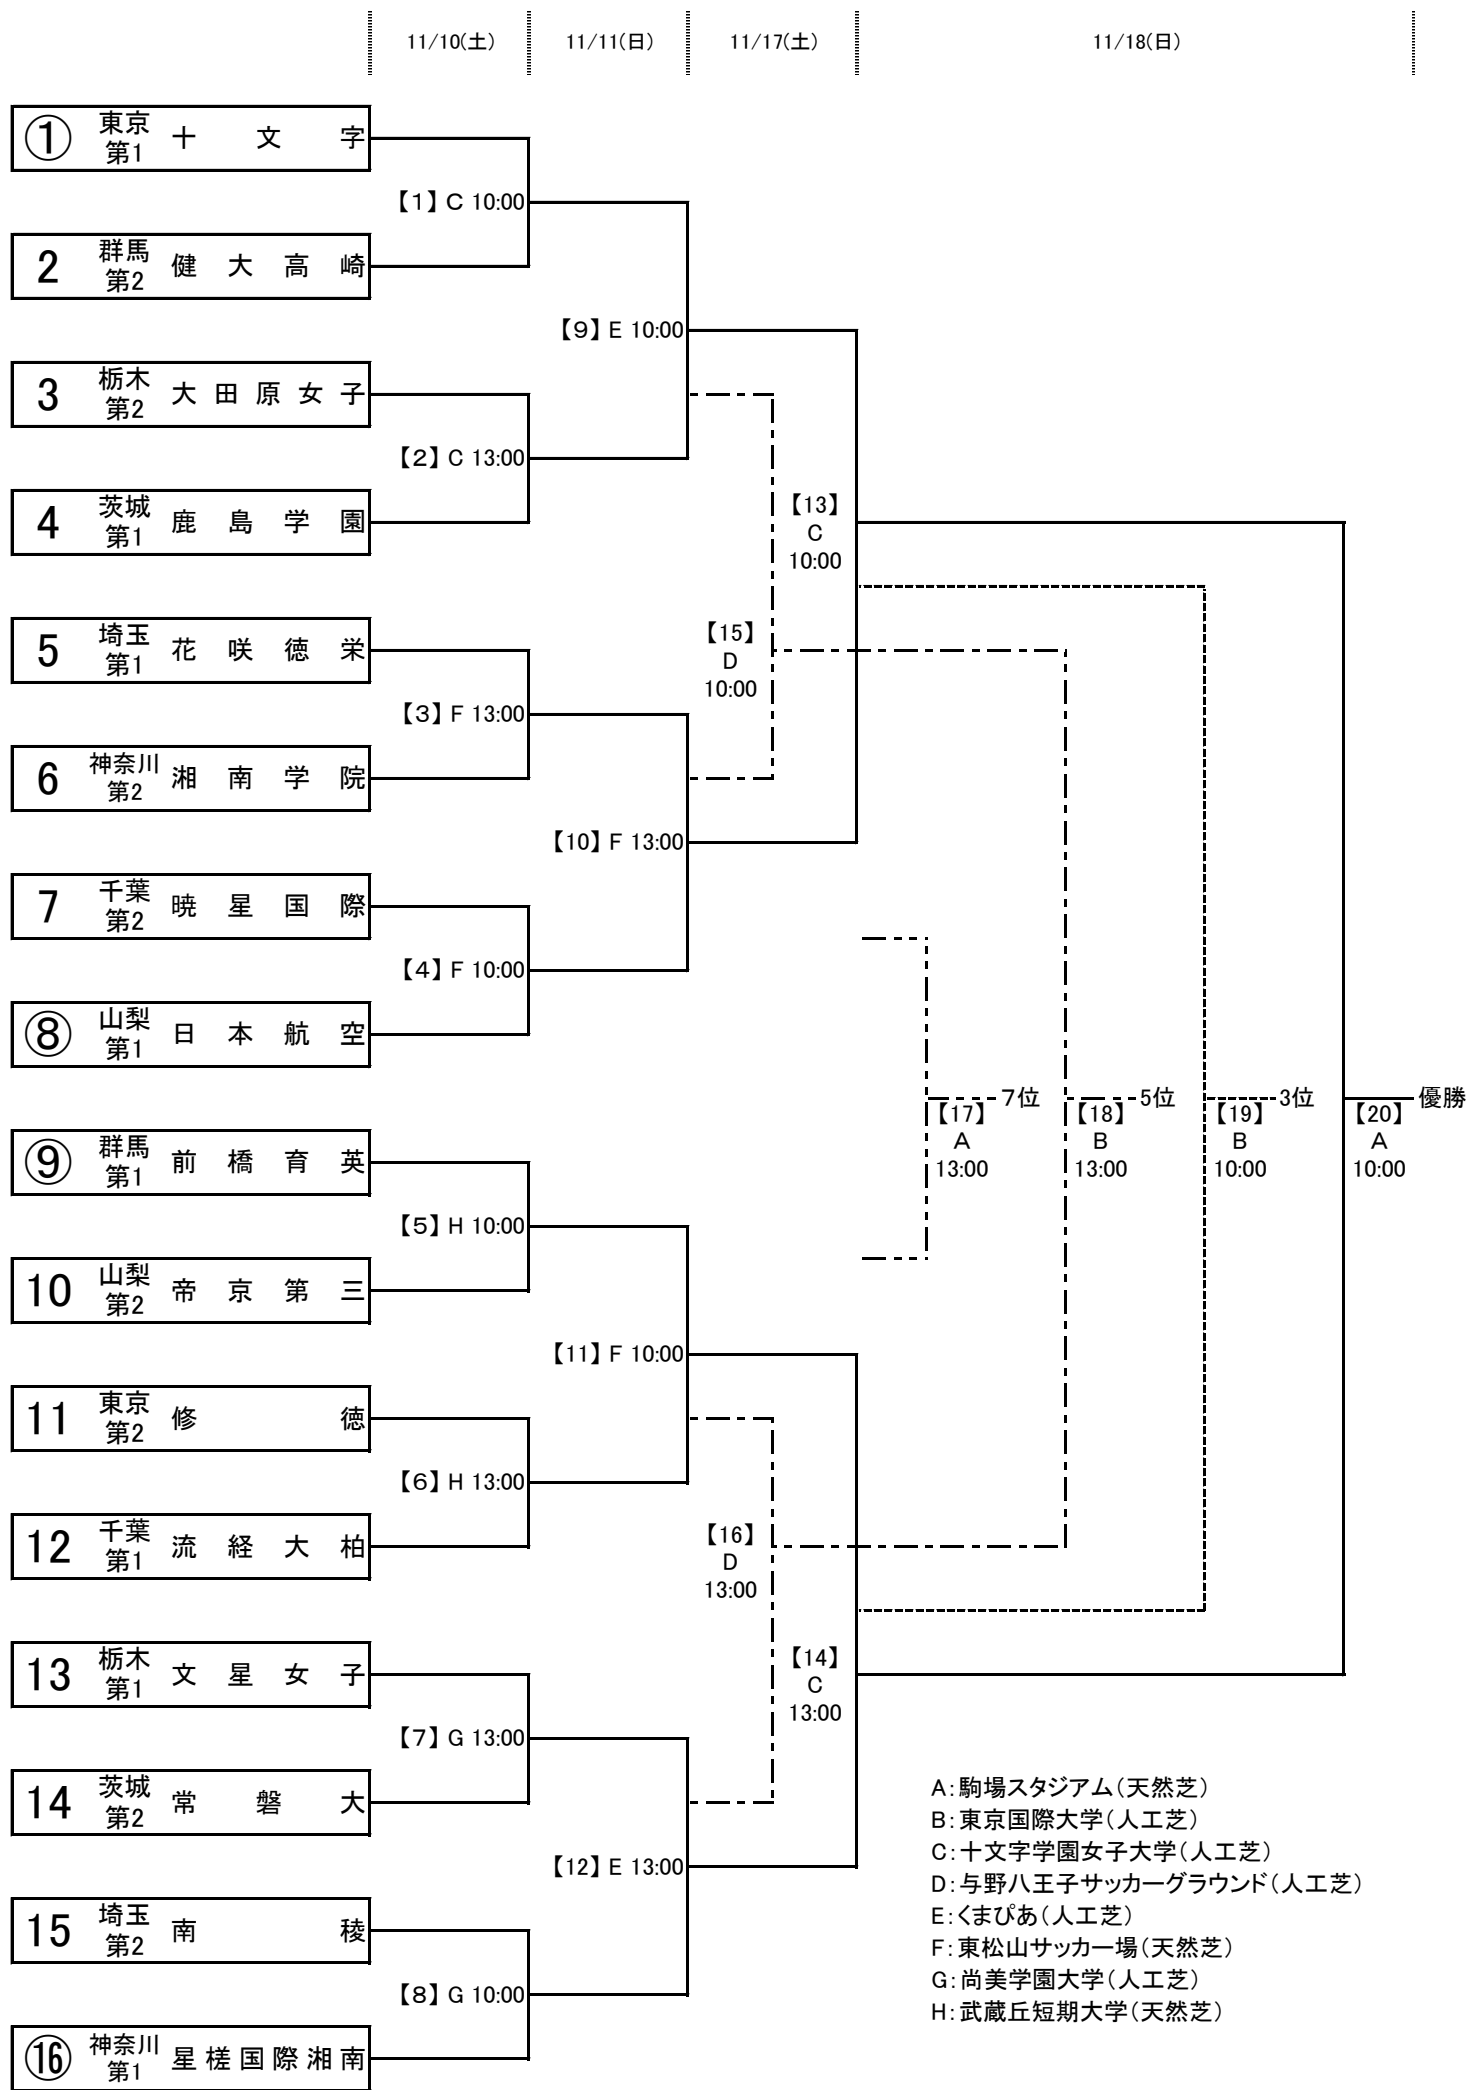 11/10(土) 11/11(日) 11/17(土) 11/18(日)
① 東京第1 十文字
【1】 C 10:00
2 群馬第2 健大高崎
【9】 E 10:00
3 栃木第2 大田原女子
【2】 C 13:00
4 茨城第1 鹿島学園
【13】
C
10:00
5 埼玉第1 花咲徳栄
【15】
D
10:00
【3】 F 13:00
6 神奈川第2 湘南学院
【10】 F 13:00
7 千葉第2 暁星国際
【4】 F 10:00
⑧ 山梨第1 日本航空
7位 5位 3位 優勝
【17】 【18】 【19】 【20】
A B B A
13:00 13:00 10:00 10:00
⑨ 群馬第1 前橋育英
【5】 H 10:00
10 山梨第2 帝京第三
【11】 F 10:00
11 東京第2 修徳
【6】 H 13:00
12 千葉第1 流経大柏
【16】
D
13:00
13 栃木第1 文星女子
【14】
C
13:00
【7】 G 13:00
14 茨城第2 常磐大
【12】 E 13:00
15 埼玉第2 南稜
【8】 G 10:00
⑯ 神奈川第1 星槎国際湘南
A:駒場スタジアム(天然芝)
B:東京国際大学(人工芝)
C:十文字学園女子大学(人工芝)
D:与野八王子サッカーグラウンド(人工芝)
E:くまぴあ(人工芝)
F:東松山サッカー場(天然芝)
G:尚美学園大学(人工芝)
H:武蔵丘短期大学(天然芝)